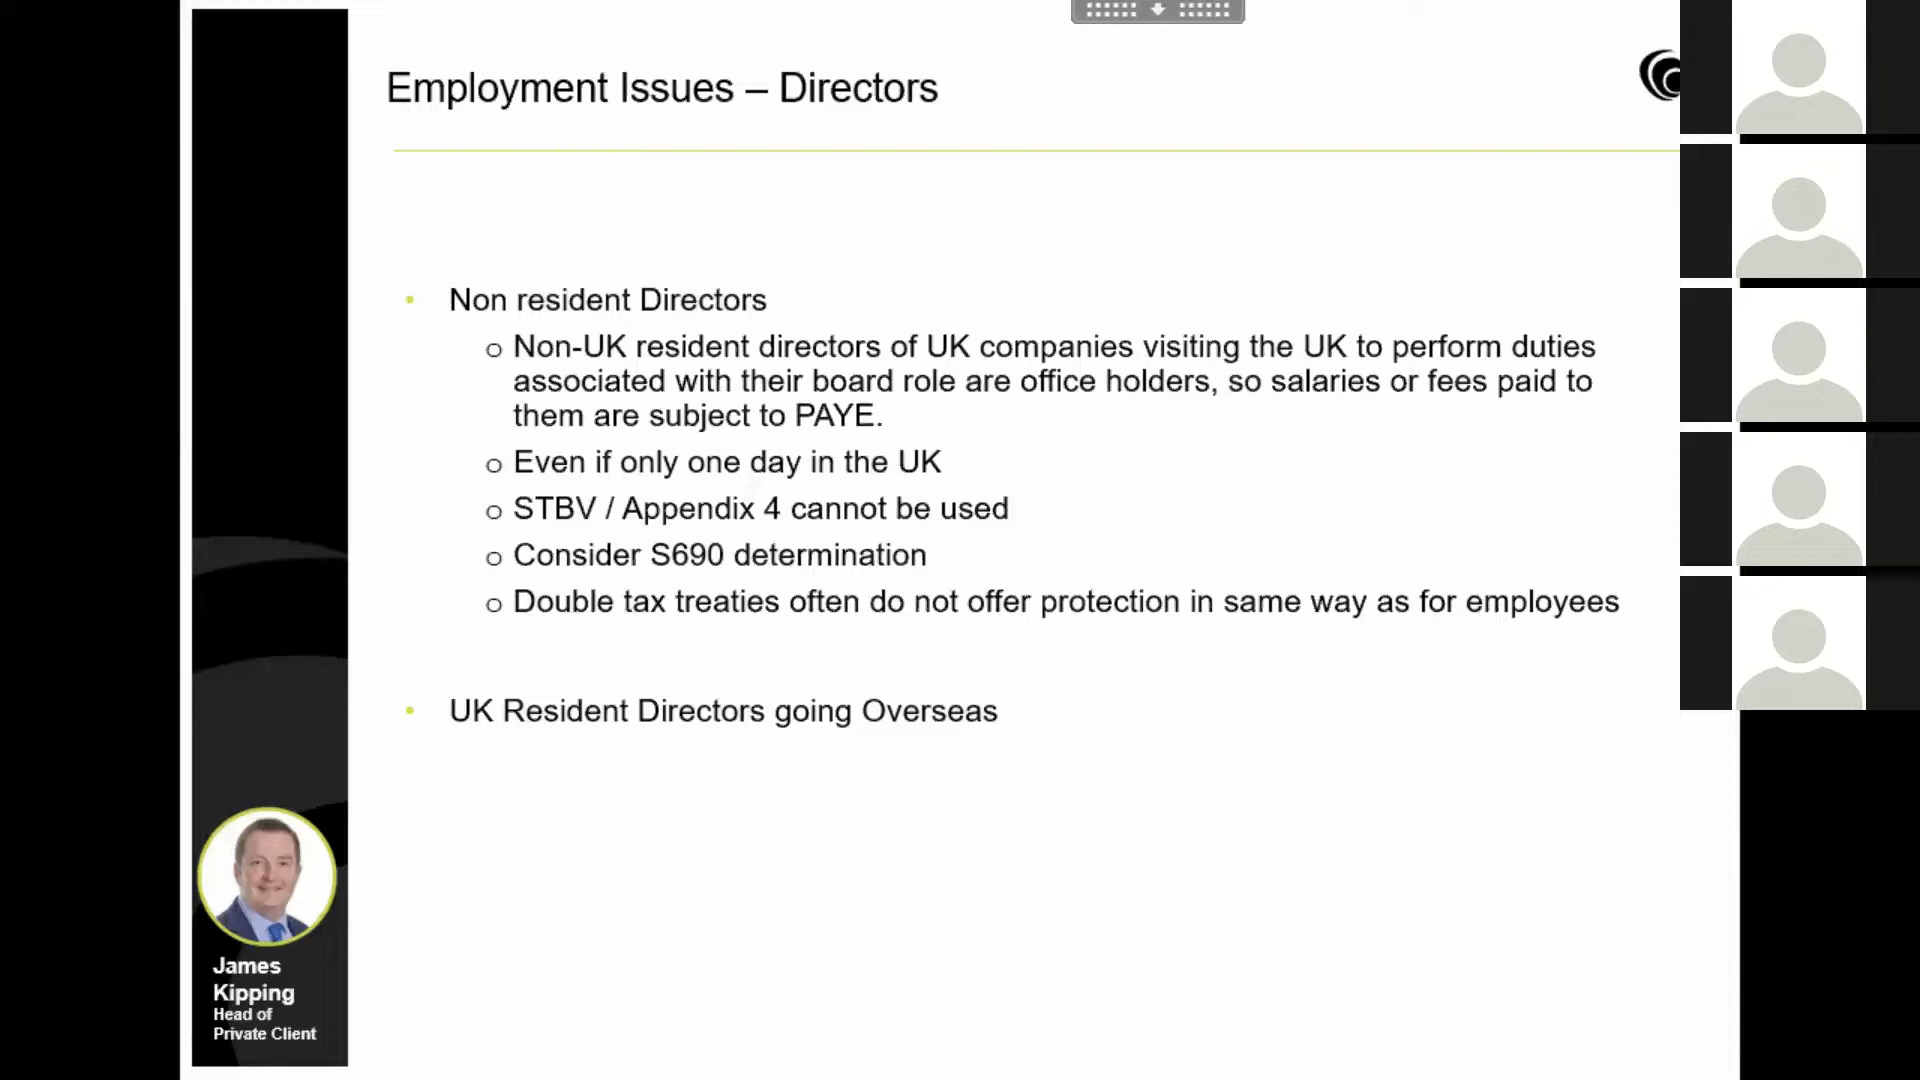 Employment Issues – Directors
• Non resident Directors
o Non-UK resident directors of UK companies visiting the UK to perform duties
associated with their board role are office holders, so salaries or fees paid to
them are subject to PAYE.
o Even if only one day in the UK
o STBV / Appendix 4 cannot be used
o Consider S690 determination
o Double tax treaties often do not offer protection in same way as for employees
• UK Resident Directors going Overseas
James
Kipping
Head of
Private Client